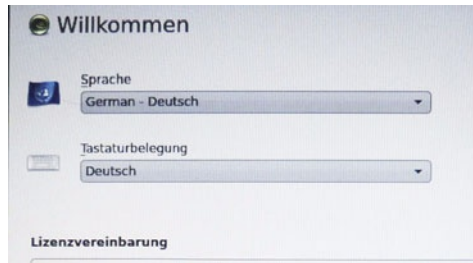 Willkommen
Sprache
German - Deutsch
Tastaturbelegung
Deutsch
Lizenzvereinbarung